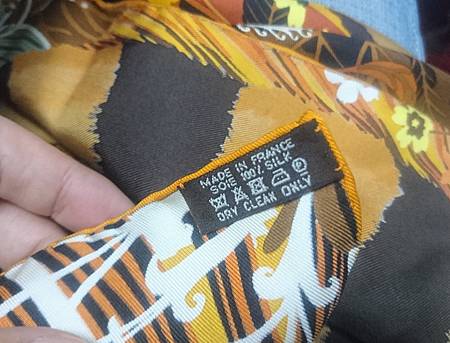 MADE IN FRANCE
SOIE 100% SILK
DRY CLEAN ONLY